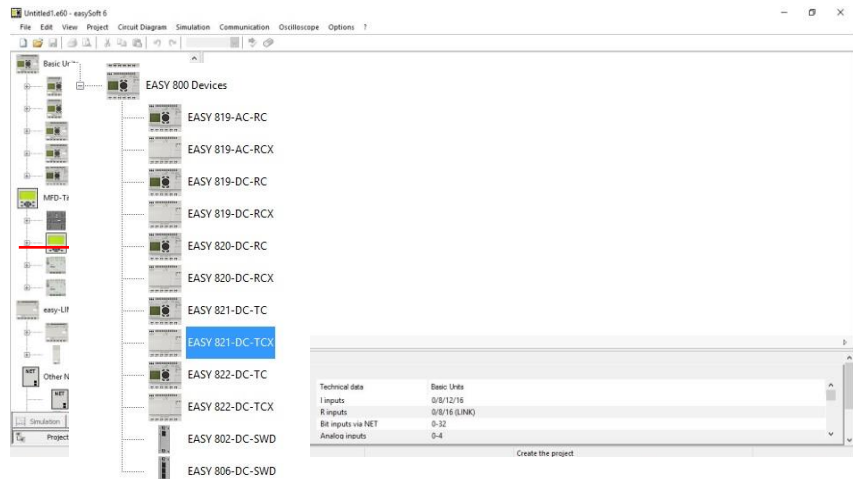 Untitled1.e60 - easySoft 6
File Edit View Project Circuit Diagram Simulation Communication Oscilloscope Options ?
Basic Un
EASY 800 Devices
EASY 819-AC-RC
EASY 819-AC-RCX
EASY 819-DC-RC
MFD-Ti
EASY 819-DC-RCX
EASY 820-DC-RC
EASY 820-DC-RCX
easy-LI
EASY 821-DC-TC
EASY 821-DC-TCX
NET Other N
EASY 822-DC-TC
NET
EASY 822-DC-TCX
Simulation
Project
EASY 802-DC-SWD
EASY 806-DC-SWD
Technical data Basic Units
I inputs 0/8/12/16
R inputs 0/8/16 (LINK)
Bit inputs via NET 0-32
Analog inputs 0-4
Create the project